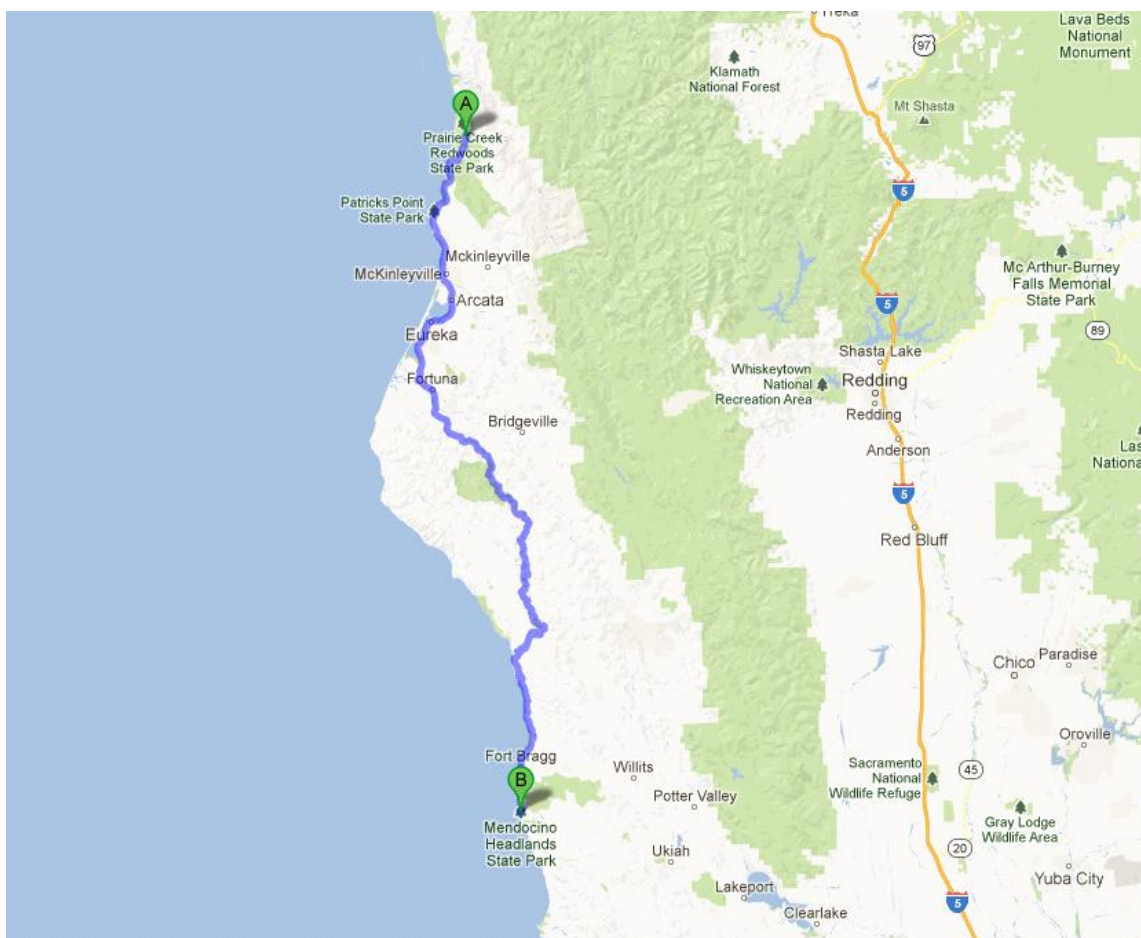 Yreka
97
Lava Beds
National
Monument
Klamath
National Forest
Mt Shasta
A
Prairie Creek
Redwoods
State Park
5
Patricks Point
State Park
Mckinleyville
McKinleyville
Mc Arthur-Burney
Falls Memorial
State Park
Arcata
5
Eureka
89
Shasta Lake
Whiskeytown
National
Recreation Area
Redding
Redding
Fortuna
Bridgeville
Anderson
Las
National
5
Red Bluff
Chico
Paradise
Oroville
Fort Bragg
B
Willits
Sacramento
National
Wildlife Refuge
45
Potter Valley
Mendocino
Headlands
State Park
Gray Lodge
Wildlife Area
Ukiah
20
Yuba City
Lakeport
5
Clearlake